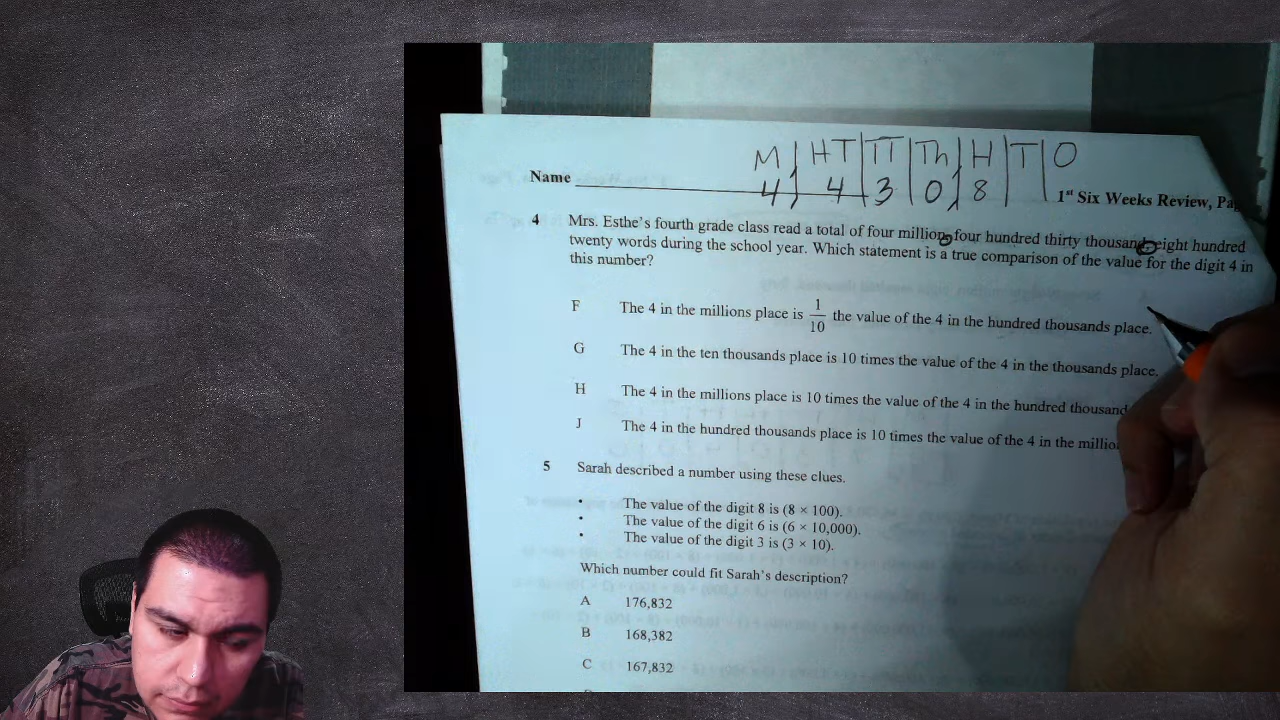 M, HT TT Th, H T O
4, 4 3 0, 8
Name
1st Six Weeks Review,
4 Mrs. Esthe's fourth grade class read a total of four million, four hundred thirty thousand, eight hundred
twenty words during the school year. Which statement is a true comparison of the value for the digit 4 in
this number?
F The 4 in the millions place is 1/10 the value of the 4 in the hundred thousands place.
G The 4 in the ten thousands place is 10 times the value of the 4 in the thousands place.
H The 4 in the millions place is 10 times the value of the 4 in the hundred thousand
J The 4 in the hundred thousands place is 10 times the value of the 4 in the millio
5 Sarah described a number using these clues.
• The value of the digit 8 is (8 × 100).
• The value of the digit 6 is (6 × 10,000).
• The value of the digit 3 is (3 × 10).
Which number could fit Sarah's description?
A 176,832
B 168,382
C 167,832